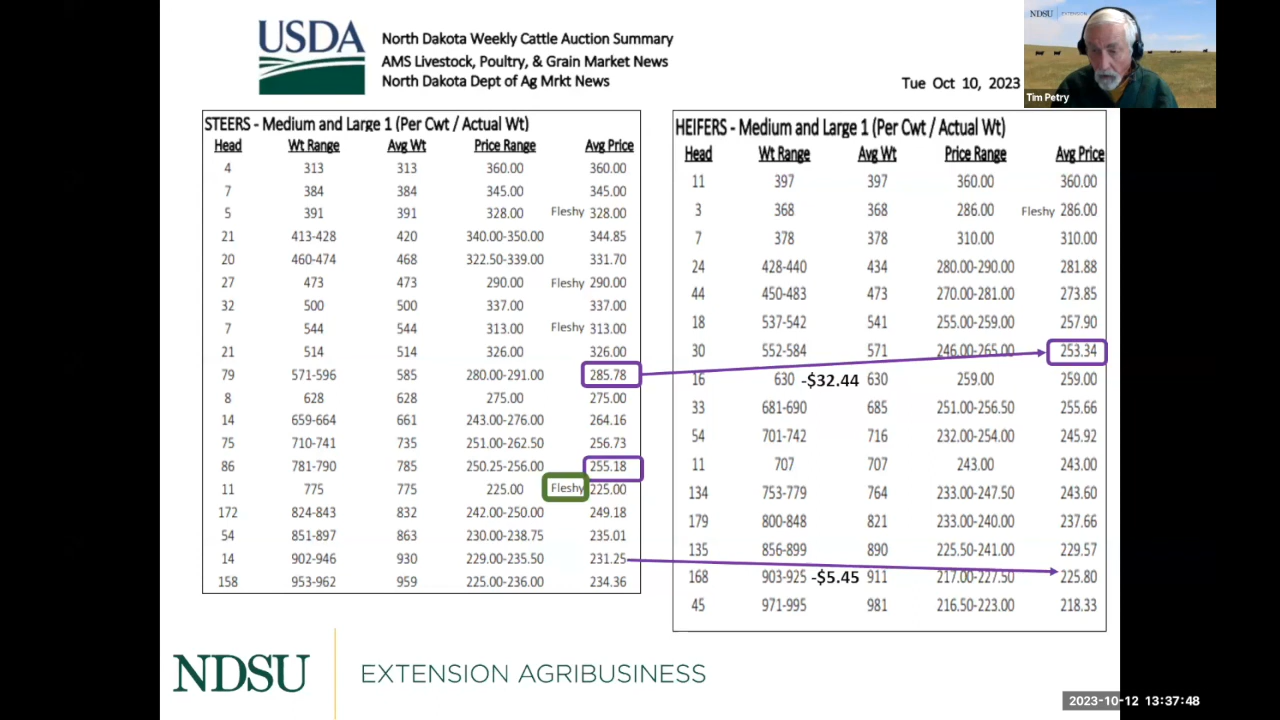 USDA
North Dakota Weekly Cattle Auction Summary
AMS Livestock, Poultry, & Grain Market News
North Dakota Dept of Ag Mrkt News
Tue Oct 10, 2023
NDSU EXTENSION
Tim Petry
STEERS - Medium and Large 1 (Per Cwt / Actual Wt)
Head Wt Range Avg Wt Price Range Avg Price
4 313 313 360.00 360.00
7 384 384 345.00 345.00
5 391 391 328.00 Fleshy 328.00
21 413-428 420 340.00-350.00 344.85
20 460-474 468 322.50-339.00 331.70
27 473 473 290.00 Fleshy 290.00
32 500 500 337.00 337.00
7 544 544 313.00 Fleshy 313.00
21 514 514 326.00 326.00
79 571-596 585 280.00-291.00 285.78
8 628 628 275.00 275.00
14 659-664 661 243.00-276.00 264.16
75 710-741 735 251.00-262.50 256.73
86 781-790 785 250.25-256.00 255.18
11 775 775 225.00 Fleshy 225.00
172 824-843 832 242.00-250.00 249.18
54 851-897 863 230.00-238.75 235.01
14 902-946 930 229.00-235.50 231.25
158 953-962 959 225.00-236.00 234.36
HEIFERS - Medium and Large 1 (Per Cwt / Actual Wt)
Head Wt Range Avg Wt Price Range Avg Price
11 397 397 360.00 360.00
3 368 368 286.00 Fleshy 286.00
7 378 378 310.00 310.00
24 428-440 434 280.00-290.00 281.88
44 450-483 473 270.00-281.00 273.85
18 537-542 541 255.00-259.00 257.90
30 552-584 571 246.00-265.00 253.34
16 630 -$32.44 630 259.00 259.00
33 681-690 685 251.00-256.50 255.66
54 701-742 716 232.00-254.00 245.92
11 707 707 243.00 243.00
134 753-779 764 233.00-247.50 243.60
179 800-848 821 233.00-240.00 237.66
135 856-899 890 225.50-241.00 229.57
168 903-925 -$5.45 911 217.00-227.50 225.80
45 971-995 981 216.50-223.00 218.33
NDSU EXTENSION AGRIBUSINESS
2023-10-12 13:37:48